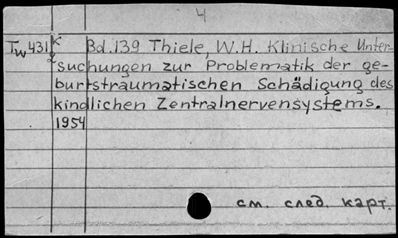 4
Tw431 K Bd.139 Thiele, W.H. Klinische Unter-
2 suchungen zur Problematik der ge-
burtstraumatischen Schädigung des
kindlichen Zentralnervensystems.
1954
см. след. карт.